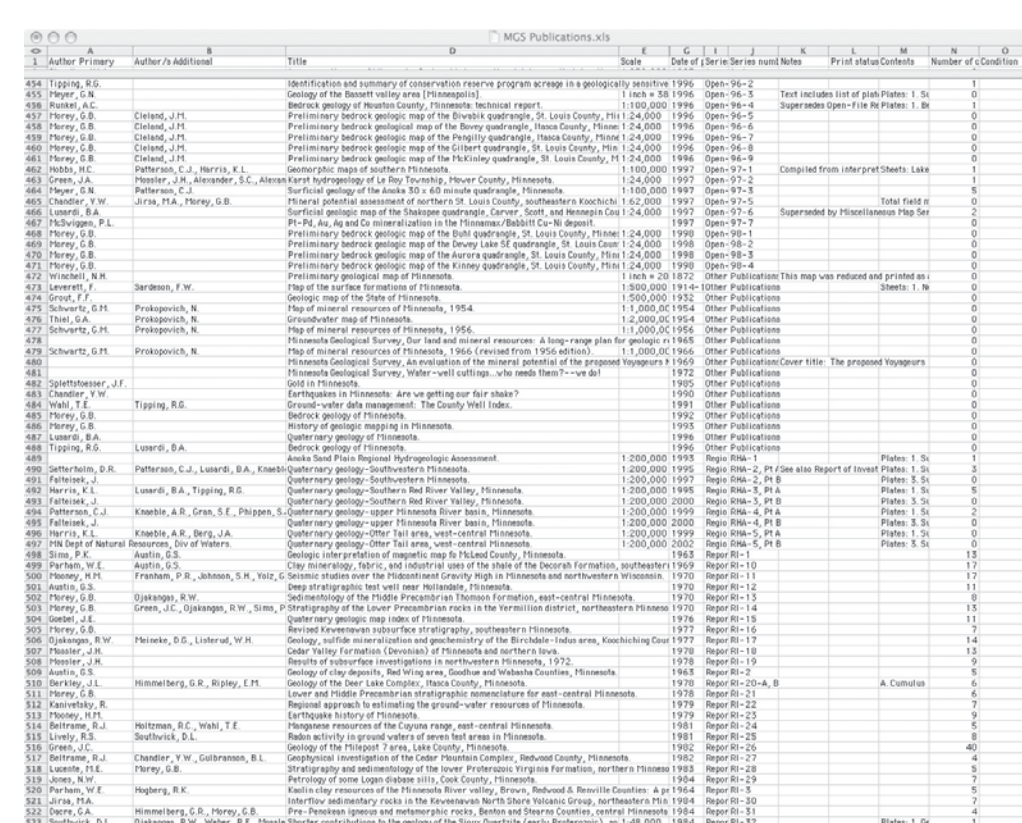 MGS Publications.xls
A B D E G I J K L M N O
1 Author Primary Author/s Additional Title Scale Date of p Series Series numb Notes Print status Contents Number of c Condition
454 Tipping, R.G. Identification and summary of conservation reserve program acreage in a geologically sensitive 1996 Open- 96-2 1
455 Meyer, G.N. Geology of the Bassett valley area [Minneapolis]. 1 inch = 38 1996 Open- 96-3 Text includes list of plat Plates: 1. Su 0
456 Runkel, A.C. Bedrock geology of Houston County, Minnesota: technical report. 1:100,000 1996 Open- 96-4 Supersedes Open-File Re Plates: 1. Be 1
457 Morey, G.B. Cleland, J.M. Preliminary bedrock geologic map of the Biwabik quadrangle, St. Louis County, Min 1:24,000 1996 Open- 96-5 0
458 Morey, G.B. Cleland, J.M. Preliminary bedrock geological map of the Bovey quadrangle, Itasca County, Minne 1:24,000 1996 Open- 96-6 0
459 Morey, G.B. Cleland, J.M. Preliminary bedrock geologic map of the Pengilly quadrangle, Itasca County, Minne 1:24,000 1996 Open- 96-7 0
460 Morey, G.B. Cleland, J.M. Preliminary bedrock geologic map of the Gilbert quadrangle, St. Louis County, Min 1:24,000 1996 Open- 96-8 0
461 Morey, G.B. Cleland, J.M. Preliminary bedrock geologic map of the McKinley quadrangle, St. Louis County, M 1:24,000 1996 Open- 96-9 0
462 Hobbs, H.C. Patterson, C.J., Harris, K.L. Geomorphic maps of southern Minnesota. 1:100,000 1997 Open- 97-1 Compiled from interpret Sheets: Lake 1
463 Green, J.A. Mossler, J.H., Alexander, S.C., Alexan Karst hydrogeology of Le Roy Township, Mower County, Minnesota. 1:24,000 1997 Open- 97-2 1
464 Meyer, G.N. Patterson, C.J. Surficial geology of the Anoka 30 x 60 minute quadrangle, Minnesota. 1:100,000 1997 Open- 97-3 5
465 Chandler, V.W. Jirsa, M.A., Morey, G.B. Mineral potential assessment of northern St. Louis County, southeastern Koochichi 1:62,000 1997 Open- 97-5 Total field m 0
466 Lusardi, B.A. Surficial geologic map of the Shakopee quadrangle, Carver, Scott, and Hennepin Cou 1:24,000 1997 Open- 97-6 Superseded by Miscellaneous Map Ser 2
467 McSwiggen, P.L. Pt-Pd, Au, Ag and Co mineralization in the Minnamax/Babbitt Cu-Ni deposit. 1997 Open- 97-7 0
468 Morey, G.B. Preliminary bedrock geologic map of the Buhl quadrangle, St. Louis County, Minnes 1:24,000 1998 Open- 98-1 0
469 Morey, G.B. Preliminary bedrock geologic map of the Dewey Lake SE quadrangle, St. Louis Coun 1:24,000 1998 Open- 98-2 0
470 Morey, G.B. Preliminary bedrock geologic map of the Aurora quadrangle, St. Louis County, Min 1:24,000 1998 Open- 98-3 0
471 Morey, G.B. Preliminary bedrock geologic map of the Kinney quadrangle, St. Louis County, Min 1:24,000 1998 Open- 98-4 0
472 Winchell, N.H. Preliminary geological map of Minnesota. 1 inch = 20 1872 Other Publications This map was reduced and printed as 0
473 Leverett, F. Sardeson, F.W. Map of the surface formations of Minnesota. 1:500,000 1914-1 Other Publications Sheets: 1. No 0
474 Grout, F.F. Geologic map of the State of Minnesota. 1:500,000 1932 Other Publications 0
475 Schwartz, G.M. Prokopovich, N. Map of mineral resources of Minnesota, 1954. 1:1,000,00 1954 Other Publications 0
476 Thiel, G.A. Prokopovich, N. Groundwater map of Minnesota. 1:2,000,00 1954 Other Publications 0
477 Schwartz, G.M. Prokopovich, N. Map of mineral resources of Minnesota, 1956. 1:1,000,00 1956 Other Publications 0
478 Minnesota Geological Survey, Our land and mineral resources: A long-range plan for geologic r 1965 Other Publications 0
479 Schwartz, G.M. Prokopovich, N. Map of mineral resources of Minnesota, 1966 (revised from 1956 edition). 1:1,000,00 1966 Other Publications 0
480 Minnesota Geological Survey, An evaluation of the mineral potential of the proposed Voyageurs N 1969 Other Publications Cover title: The proposed Voyageurs 0
481 Minnesota Geological Survey, Water-well cuttings...who needs them?--we do! 1972 Other Publications 0
482 Splettstoesser, J.F. Gold in Minnesota. 1985 Other Publications 0
483 Chandler, V.W. Earthquakes in Minnesota: Are we getting our fair shake? 1990 Other Publications 0
484 Wahl, T.E. Tipping, R.G. Ground-water data management: The County Well Index. 1991 Other Publications 0
485 Morey, G.B. Bedrock geology of Minnesota. 1992 Other Publications 0
486 Morey, G.B. History of geologic mapping in Minnesota. 1993 Other Publications 0
487 Lusardi, B.A. Quaternary geology of Minnesota. 1996 Other Publications 0
488 Tipping, R.G. Lusardi, B.A. Bedrock geology of Minnesota. 1996 Other Publications 0
489 Anoka Sand Plain Regional Hydrogeologic Assessment. 1:200,000 1993 Regio RHA-1 Plates: 1. Su 1
490 Setterholm, D.R. Patterson, C.J., Lusardi, B.A., Knaebl Quaternary geology-Southwestern Minnesota. 1:200,000 1995 Regio RHA-2, Pt A See also Report of Invest Plates: 1. Su 3
491 Falteisek, J. Quaternary geology-Southwestern Minnesota. 1:200,000 1997 Regio RHA-2, Pt B Plates: 3. Su 0
492 Harris, K.L. Lusardi, B.A., Tipping, R.G. Quaternary geology-Southern Red River Valley, Minnesota. 1:200,000 1995 Regio RHA-3, Pt A Plates: 1. Su 5
493 Falteisek, J. Quaternary geology-Southern Red River Valley, Minnesota. 1:200,000 2000 Regio RHA-3, Pt B Plates: 3. Su 0
494 Patterson, C.J. Knaeble, A.R., Gran, S.E., Phippen, S. Quaternary geology-upper Minnesota River basin, Minnesota. 1:200,000 1999 Regio RHA-4, Pt A Plates: 1. Su 2
495 Falteisek, J. Quaternary geology-upper Minnesota River basin, Minnesota. 1:200,000 2000 Regio RHA-4, Pt B Plates: 3. Su 0
496 Harris, K.L. Knaeble, A.R., Berg, J.A. Quaternary geology-Otter Tail area, west-central Minnesota. 1:200,000 1999 Regio RHA-5, Pt A Plates: 1. Su 0
497 MN Dept of Natural Resources, Div of Waters. Quaternary geology-Otter Tail area, west-central Minnesota. 1:200,000 2002 Regio RHA-5, Pt B Plates: 3. Su 0
498 Sims, P.K. Austin, G.S. Geologic interpretation of magnetic map fo McLeod County, Minnesota. 1963 Repor RI-1 13
499 Parham, W.E. Austin, G.S. Clay mineralogy, fabric, and industrial uses of the shale of the Decorah Formation, southeastern 1969 Repor RI-10 17
500 Mooney, H.M. Franham, P.R., Johnson, S.H., Volz, G Seismic studies over the Midcontinent Gravity High in Minnesota and northwestern Wisconsin. 1970 Repor RI-11 17
501 Austin, G.S. Deep stratigraphic test well near Hollandale, Minnesota. 1970 Repor RI-12 11
502 Morey, G.B. Ojakangas, R.W. Sedimentology of the Middle Precambrian Thomson Formation, east-central Minnesota. 1970 Repor RI-13 8
503 Morey, G.B. Green, J.C., Ojakangas, R.W., Sims, P Stratigraphy of the Lower Precambrian rocks in the Vermillion district, northeastern Minneso 1970 Repor RI-14 13
504 Goebel, J.E. Quaternary geologic map index of Minnesota. 1976 Repor RI-15 11
505 Morey, G.B. Revised Keweenawan subsurface stratigraphy, southeastern Minnesota. 1977 Repor RI-16 7
506 Ojakangas, R.W. Meineke, D.G., Listerud, W.H. Geology, sulfide mineralization and geochemistry of the Birchdale-Indus area, Koochiching Coun 1977 Repor RI-17 14
507 Mossler, J.H. Cedar Valley Formation (Devonian) of Minnesota and northern Iowa. 1978 Repor RI-18 13
508 Mossler, J.H. Results of subsurface investigations in northwestern Minnesota, 1972. 1978 Repor RI-19 9
509 Austin, G.S. Geology of clay deposits, Red Wing area, Goodhue and Wabasha Counties, Minnesota. 1963 Repor RI-2 5
510 Berkley, J.L. Himmelberg, G.R., Ripley, E.M. Geology of the Deer Lake Complex, Itasca County, Minnesota. 1978 Repor RI-20-A, B A. Cumulus 6
511 Morey, G.B. Lower and Middle Precambrian stratigraphic nomenclature for east-central Minnesota. 1978 Repor RI-21 6
512 Kanivetsky, R. Regional approach to estimating the ground-water resources of Minnesota. 1979 Repor RI-22 7
513 Mooney, H.M. Earthquake history of Minnesota. 1979 Repor RI-23 9
514 Beltrame, R.J. Holtzman, R.C., Wahl, T.E. Manganese resources of the Cuyuna range, east-central Minnesota. 1981 Repor RI-24 5
515 Lively, R.S. Southwick, D.L. Radon activity in ground waters of seven test areas in Minnesota. 1981 Repor RI-25 8
516 Green, J.C. Geology of the Milepost 7 area, Lake County, Minnesota. 1982 Repor RI-26 40
517 Beltrame, R.J. Chandler, V.W., Gulbranson, B.L. Geophysical investigation of the Cedar Mountain Complex, Redwood County, Minnesota. 1982 Repor RI-27 4
518 Lucente, M.E. Morey, G.B. Stratigraphy and sedimentology of the lower Proterozoic Virginia Formation, northern Minneso 1983 Repor RI-28 5
519 Jones, N.W. Petrology of some Logan diabase sills, Cook County, Minnesota. 1984 Repor RI-29 7
520 Parham, W.E. Hogberg, R.K. Kaolin clay resources of the Minnesota River valley, Brown, Redwood & Renville Counties: A pr 1964 Repor RI-3 5
521 Jirsa, M.A. Interflow sedimentary rocks in the Keweenawan North Shore Volcanic Group, northeastern Min 1984 Repor RI-30 7
522 Dacre, G.A. Himmelberg, G.R., Morey, G.B. Pre-Penokean igneous and metamorphic rocks, Benton and Stearns Counties, central Minnesota 1984 Repor RI-31 4